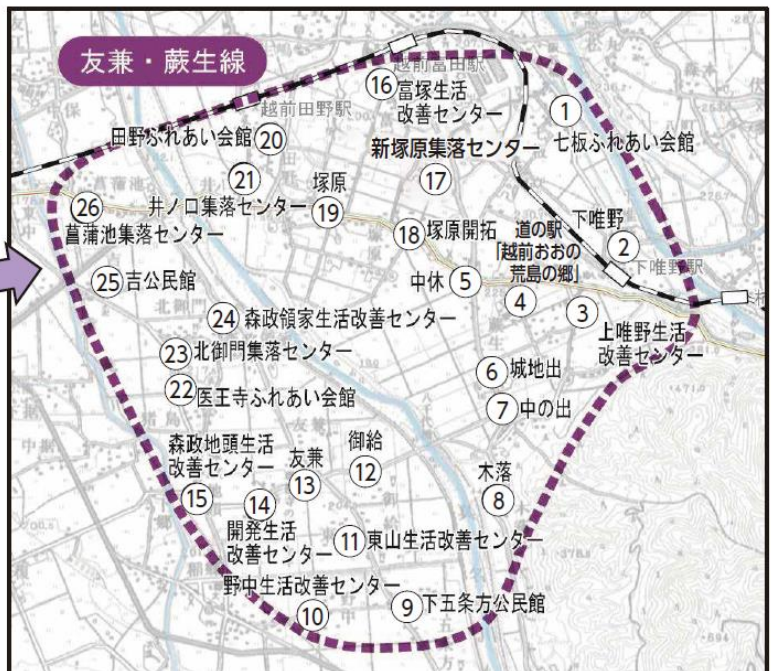 友兼・蕨生線
越前富田駅
⑯
富塚生活
改善センター
①
七板ふれあい会館
越前田野駅
田野ふれあい会館
⑳
新塚原集落センター
⑰
㉑
井ノ口集落センター
塚原
⑲
㉖
菖蒲池
菖蒲池集落センター
⑱
塚原開拓
道の駅
「越前おおの
荒島の郷」
④
下唯野
②
下唯野駅
中休
⑤
③
上唯野生活
改善センター
㉕
吉公民館
北御門
㉔
森政領家生活改善センター
㉓
北御門集落センター
㉒
医王寺ふれあい会館
⑥
城地出
⑦
中の出
森政地頭生活
改善センター
⑮
友兼
⑬
御給
⑫
木落
⑧
⑭
開発生活
改善センター
⑪
東山生活改善センター
野中生活改善センター
⑩
⑨
下五条方公民館